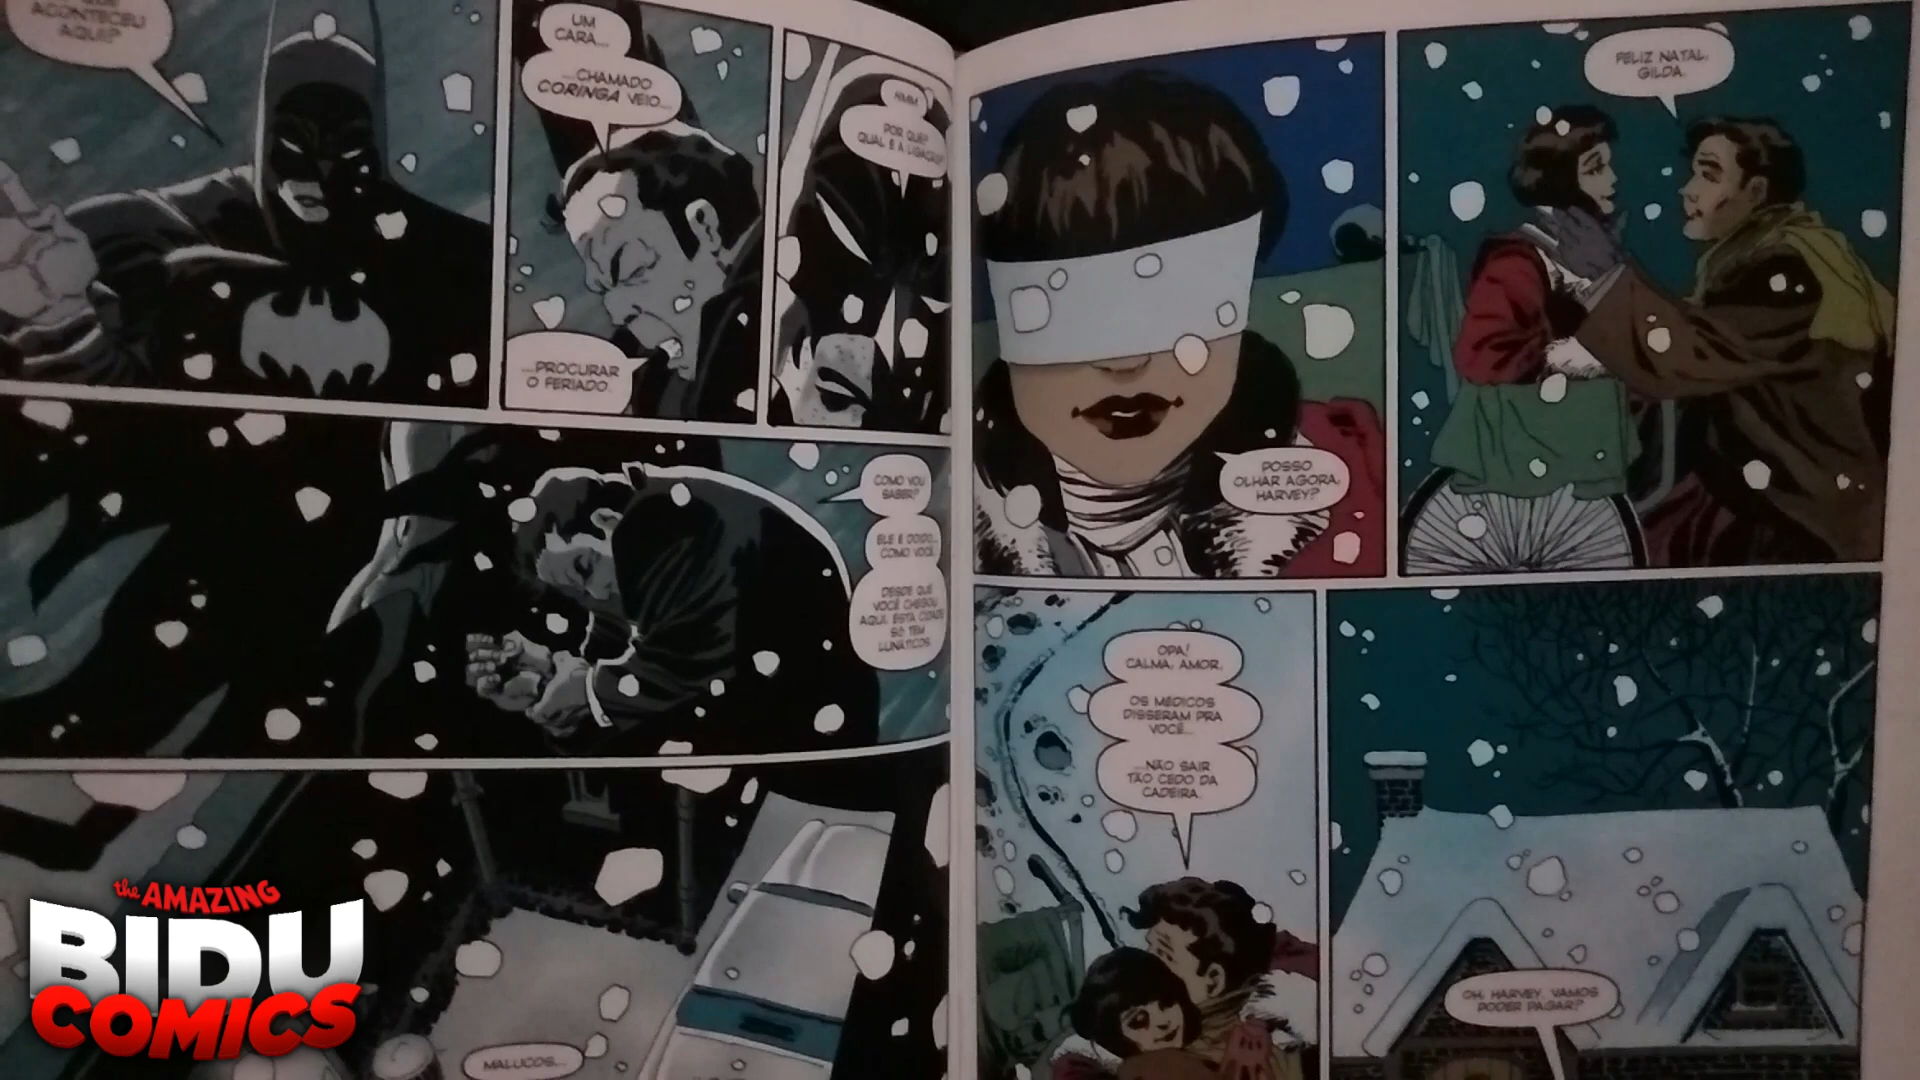 ACONTECEU
AQUI?
UM
CARA...
...CHAMADO
CORINGA VEIO...
...PROCURAR
O FERIADO.
HMM.
POR QUÊ?
QUAL É A LIGAÇÃO?
COMO VOU
SABER?
ELE É DOIDO...
COMO VOCÊ.
DESDE QUE
VOCÊ CHEGOU
AQUI, ESTA CIDADE
SÓ TEM
LUNÁTICOS.
MALUCOS...
POSSO
OLHAR AGORA,
HARVEY?
FELIZ NATAL,
GILDA.
OPA!
CALMA, AMOR.
OS MÉDICOS
DISSERAM PRA
VOCÊ...
...NÃO SAIR
TÃO CEDO DA
CADEIRA.
OH, HARVEY. VAMOS
PODER PAGAR?
the AMAZING
BIDU
COMICS